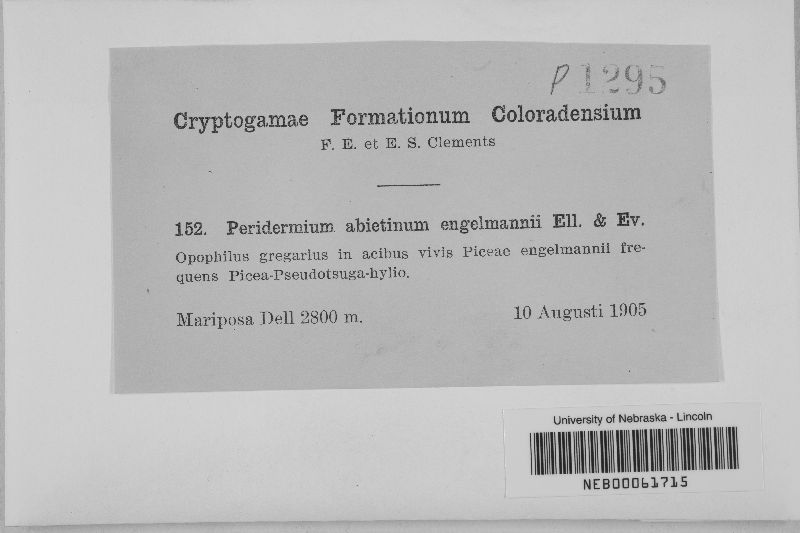 P 1295
Cryptogamae Formationum Coloradensium
F. E. et E. S. Clements
152. Peridermium abietinum engelmannii Ell. & Ev.
Opophilus gregarius in acibus vivis Piceae engelmannii fre-
quens Picea-Pseudotsuga-hylio.
Mariposa Dell 2800 m. 10 Augusti 1905
University of Nebraska - Lincoln
NEB00061715